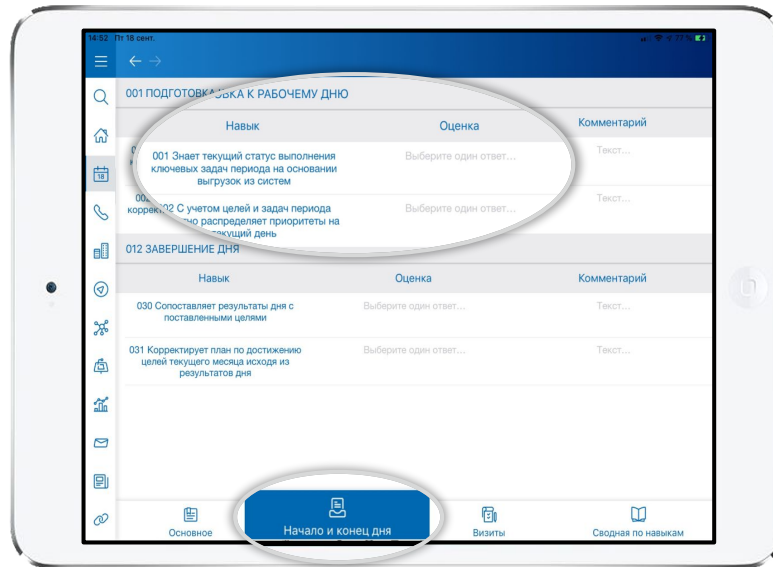 14:52 Пт 18 сент.
77 %
001 ПОДГОТОВКА К РАБОЧЕМУ ДНЮ
Навык Оценка Комментарий
001 Знает текущий статус выполнения
ключевых задач периода на основании
выгрузок из систем
Выберите один ответ... Текст...
002 С учетом целей и задач периода
распределяет приоритеты на
текущий день
Выберите один ответ... Текст...
012 ЗАВЕРШЕНИЕ ДНЯ
Навык Оценка Комментарий
030 Сопоставляет результаты дня с
поставленными целями
Выберите один ответ... Текст...
031 Корректирует план по достижению
целей текущего месяца исходя из
результатов дня
Выберите один ответ... Текст...
18
Основное Начало и конец дня Визиты Сводная по навыкам